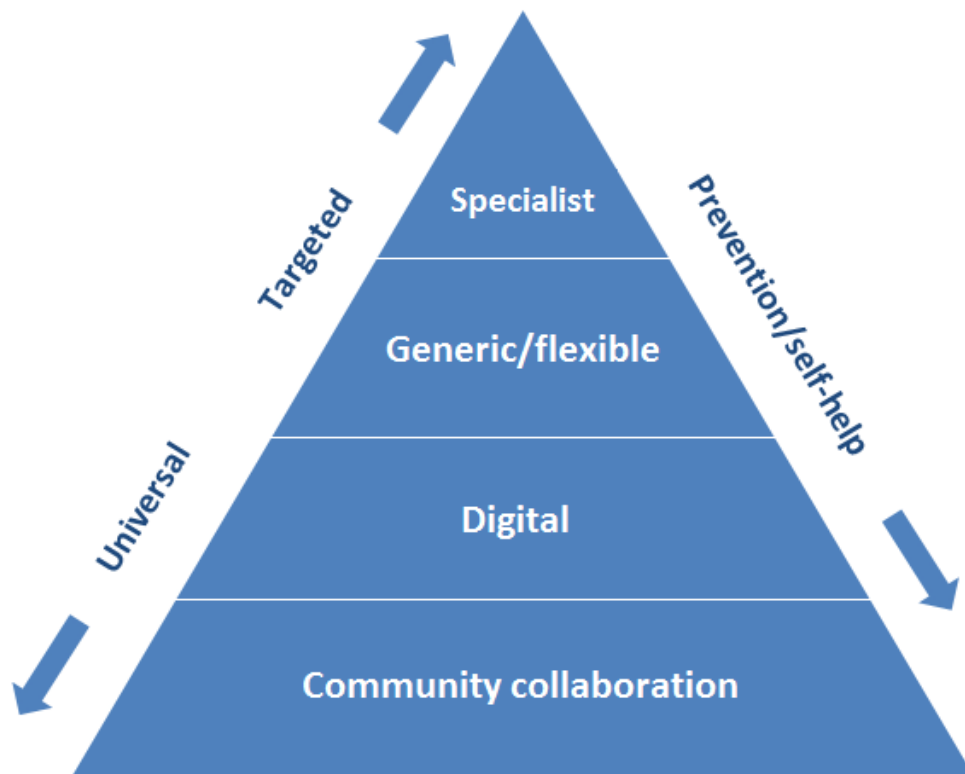 Targeted
Universal
Prevention/self-help
Specialist
Generic/flexible
Digital
Community collaboration